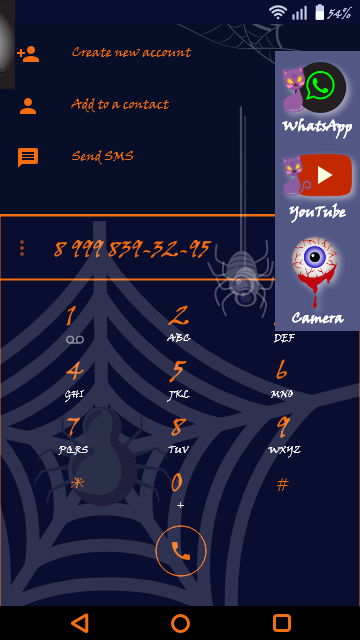 54%
Create new account
Add to a contact
Send SMS
WhatsApp
YouTube
Camera
8 999 839-32-95
1 2
ABC DEF
4 5 6
GHI JKL MNO
7 8 9
PQRS TUV WXYZ
* 0 #
+